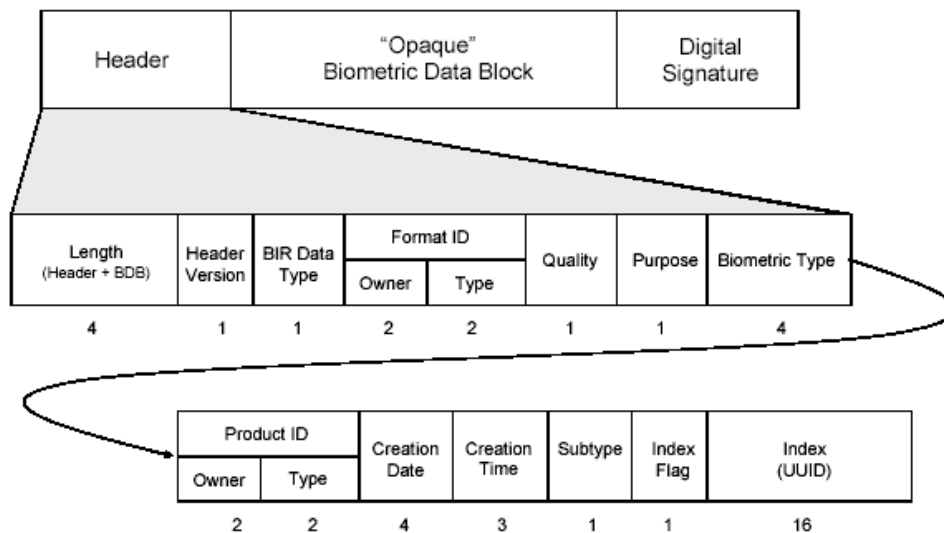 Header
“Opaque”
Biometric Data Block
Digital
Signature
Length
(Header + BDB)
Header
Version
BIR Data
Type
Format ID
Owner
Type
Quality
Purpose
Biometric Type
4
1
1
2
2
1
1
4
Product ID
Owner
Type
Creation
Date
Creation
Time
Subtype
Index
Flag
Index
(UUID)
2
2
4
3
1
1
16